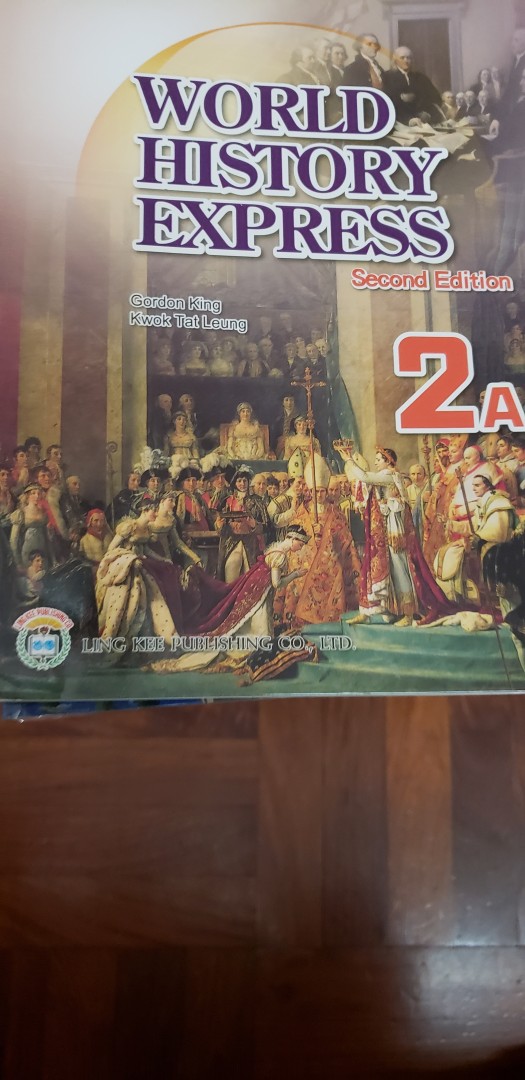 WORLD
HISTORY
EXPRESS
Second Edition
Gordon King
Kwok Tat Leung
2A
LING KEE PUBLISHING CO., LTD.